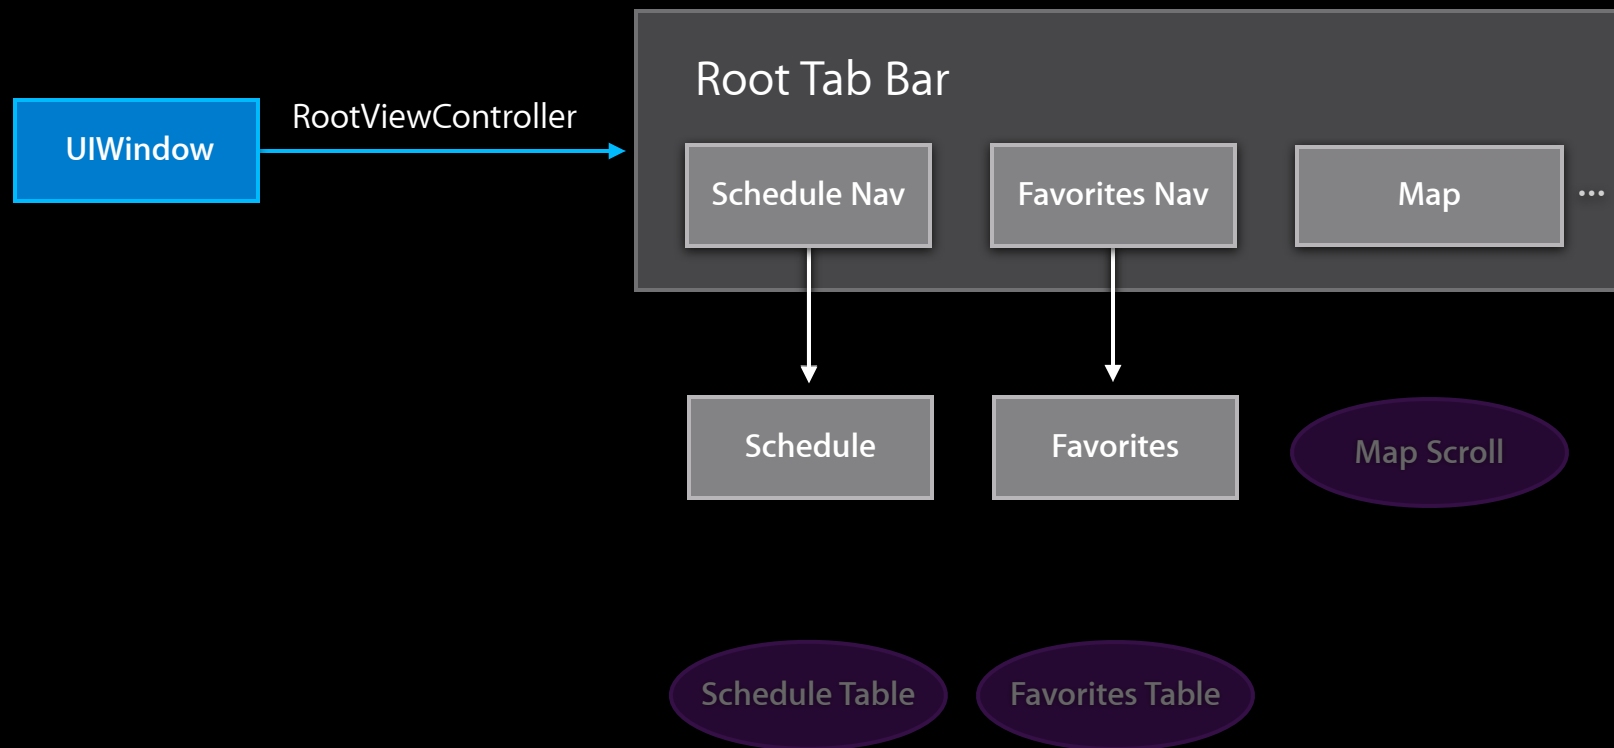 Root Tab Bar
RootViewController
UIWindow
Schedule Nav
Favorites Nav
Map
...
Schedule
Favorites
Map Scroll
Schedule Table
Favorites Table